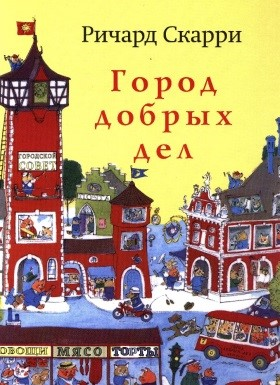 Ричард Скарри
Город
добрых
дел
ГОРОДСКОЙ
СОВЕТ
ПОЧТА
ОВОЩИ МЯСО ТОРТЫ